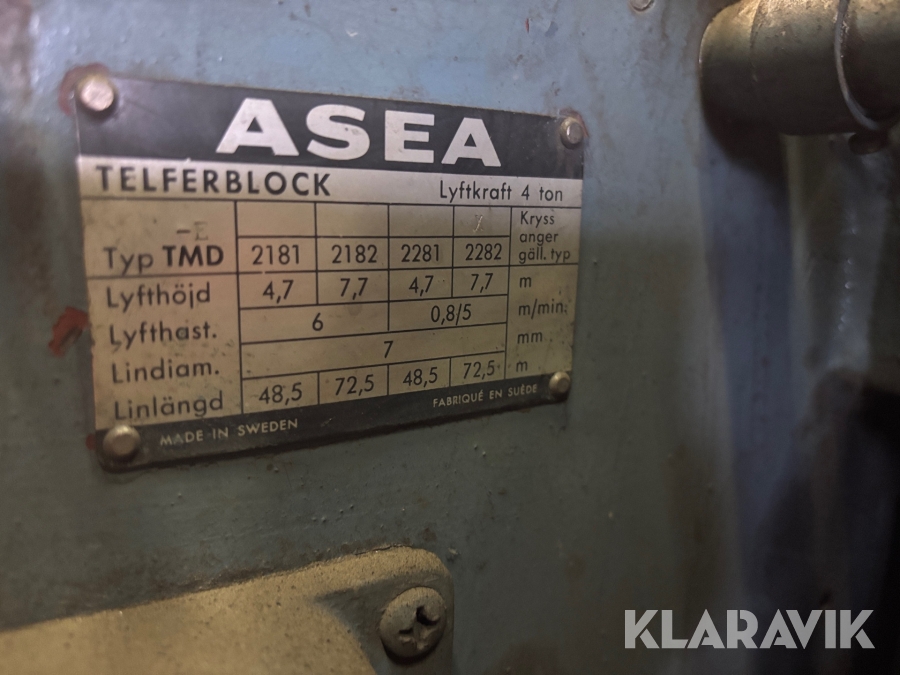 ASEA
TELFERBLOCK Lyftkraft 4 ton
-E Kryss anger gäll. typ
Typ TMD 2181 2182 2281 2282
Lyfthöjd 4,7 7,7 4,7 7,7 m
Lyfthast. 6 0,8/5 m/min.
Lindiam. 7 mm
Linlängd 48,5 72,5 48,5 72,5 m
MADE IN SWEDEN FABRIQUÉ EN SUÈDE
KLARAVIK